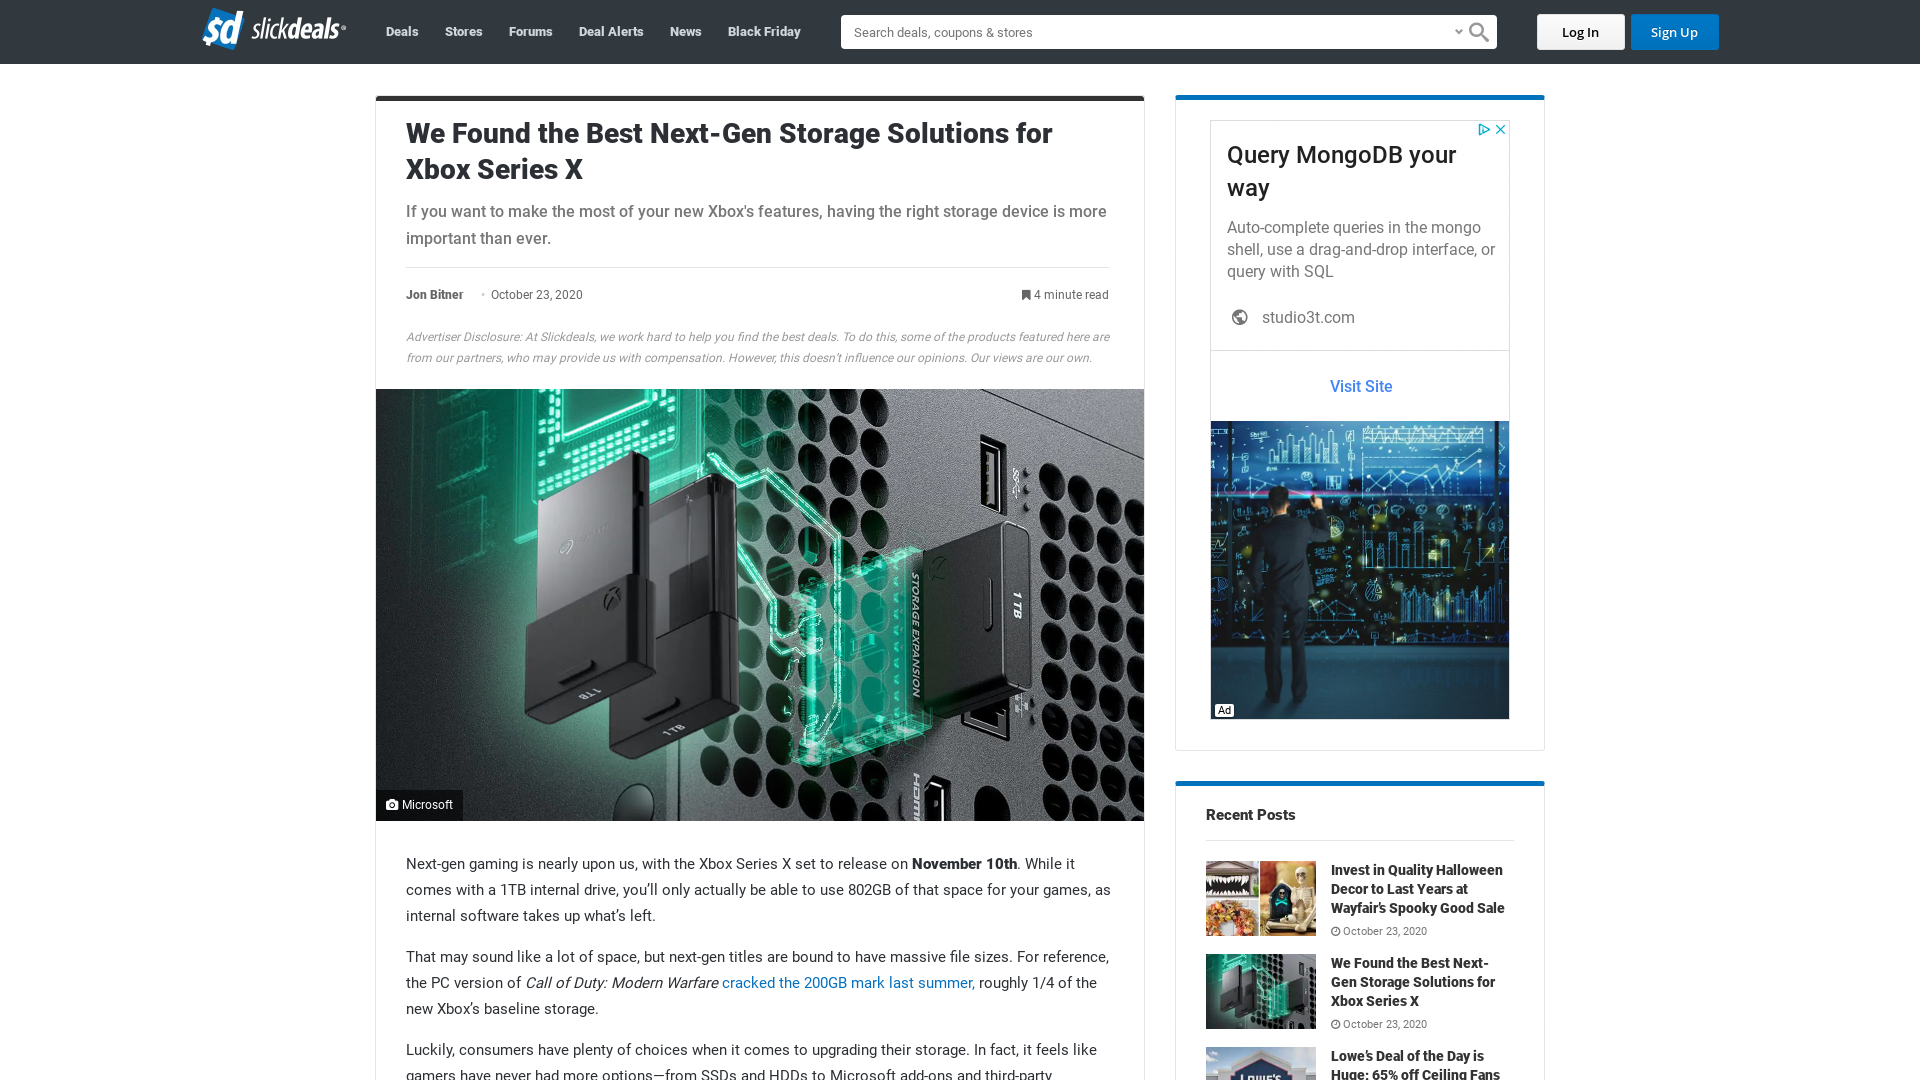 sd slickdeals
Deals
Stores
Forums
Deal Alerts
News
Black Friday
Search deals, coupons & stores
Log In
Sign Up
We Found the Best Next-Gen Storage Solutions for
Xbox Series X
If you want to make the most of your new Xbox's features, having the right storage device is more
important than ever.
Jon Bitner • October 23, 2020
4 minute read
Advertiser Disclosure: At Slickdeals, we work hard to help you find the best deals. To do this, some of the products featured here are
from our partners, who may provide us with compensation. However, this doesn’t influence our opinions. Our views are our own.
1TB
1 TB
STORAGE EXPANSION
1 TB
HDMI
Microsoft
Next-gen gaming is nearly upon us, with the Xbox Series X set to release on November 10th. While it
comes with a 1TB internal drive, you’ll only actually be able to use 802GB of that space for your games, as
internal software takes up what’s left.
That may sound like a lot of space, but next-gen titles are bound to have massive file sizes. For reference,
the PC version of Call of Duty: Modern Warfare cracked the 200GB mark last summer, roughly 1/4 of the
new Xbox’s baseline storage.
Luckily, consumers have plenty of choices when it comes to upgrading their storage. In fact, it feels like
gamers have never had more options—from SSDs and HDDs to Microsoft add-ons and third-party
Query MongoDB your
way
Auto-complete queries in the mongo
shell, use a drag-and-drop interface, or
query with SQL
studio3t.com
Visit Site
Ad
Recent Posts
Invest in Quality Halloween
Decor to Last Years at
Wayfair’s Spooky Good Sale
October 23, 2020
We Found the Best Next-
Gen Storage Solutions for
Xbox Series X
October 23, 2020
LOWE'S
Lowe’s Deal of the Day is
Huge: 65% off Ceiling Fans